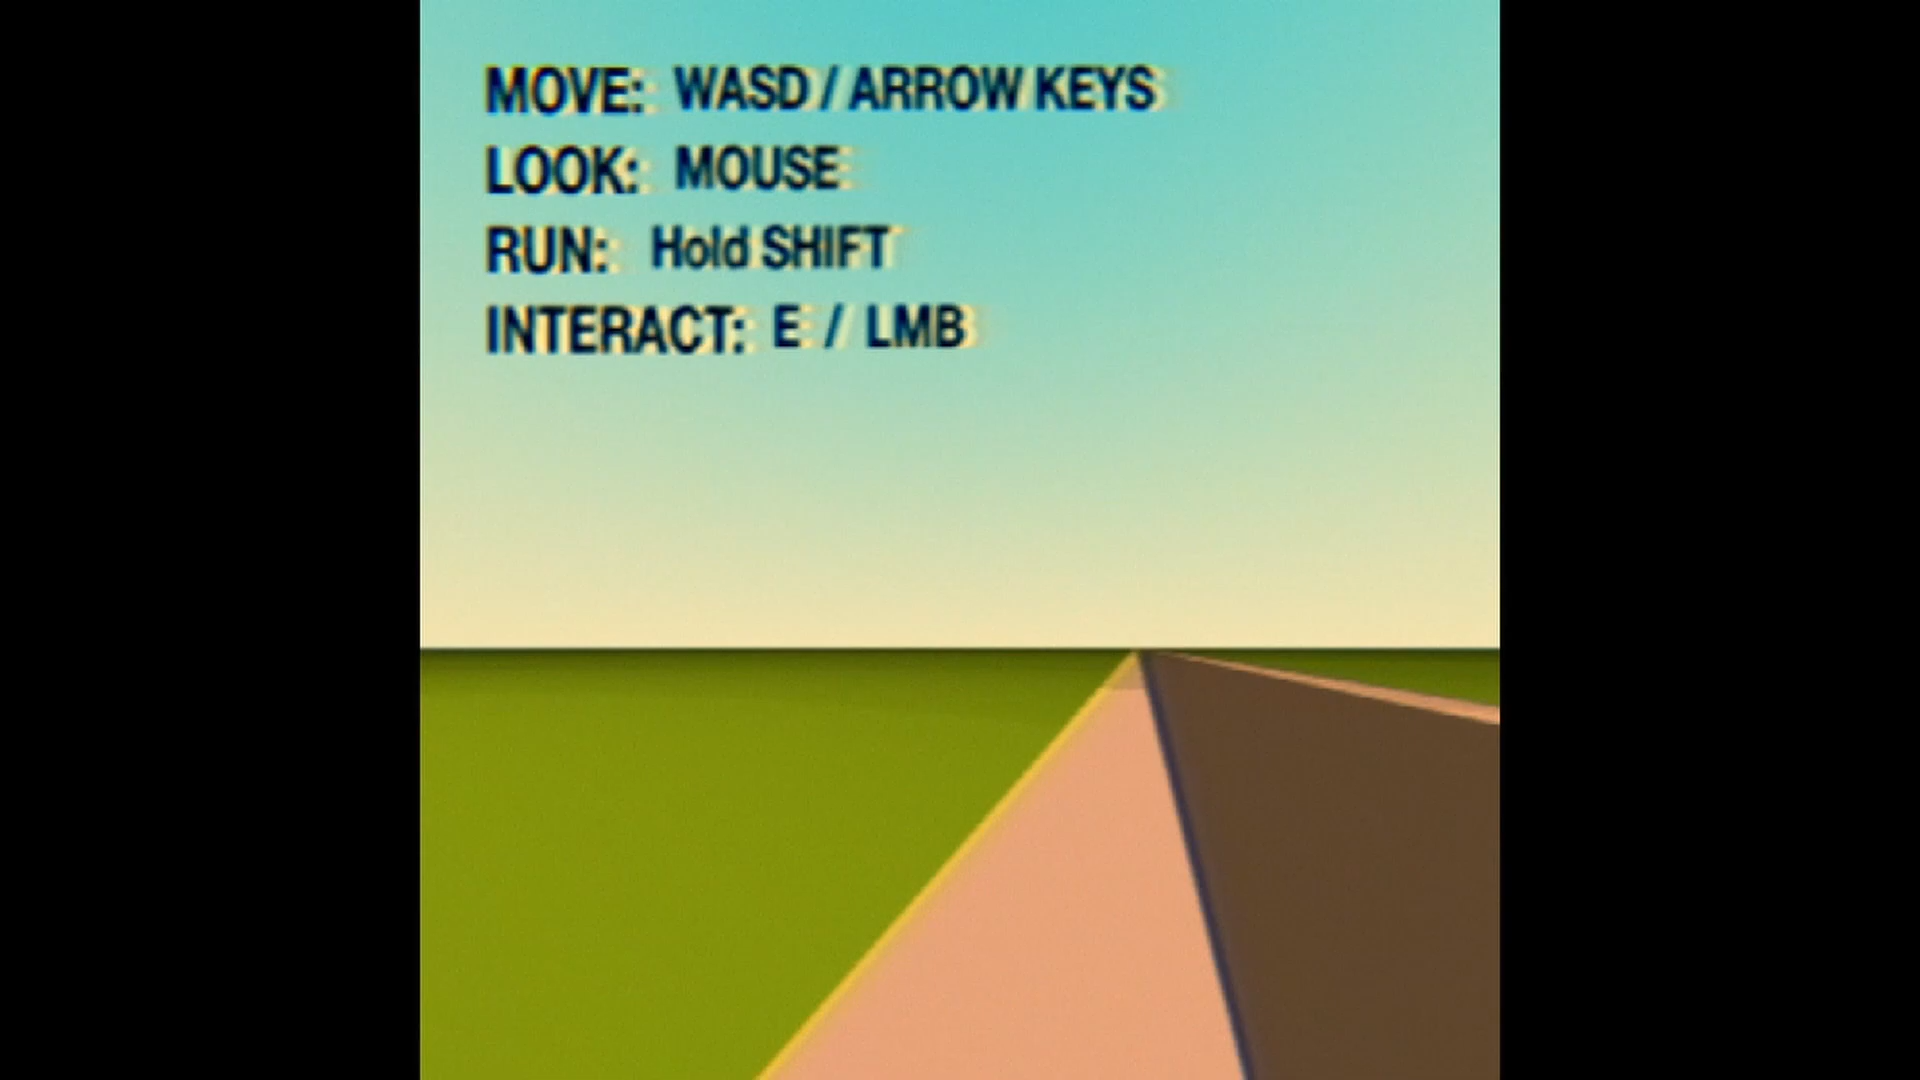 MOVE: WASD / ARROW KEYS
LOOK: MOUSE
RUN: Hold SHIFT
INTERACT: E / LMB